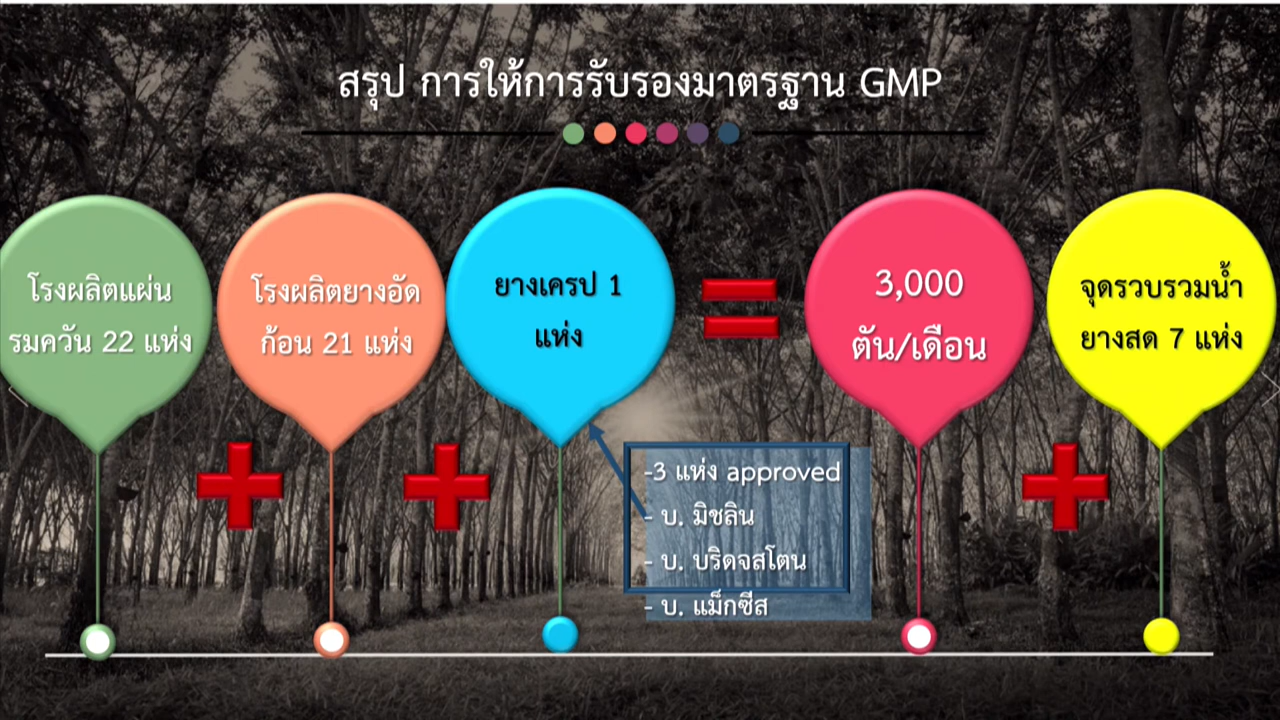 สรุป การให้การรับรองมาตรฐาน GMP
โรงผลิตแผ่น
รมควัน 22 แห่ง
โรงผลิตยางอัด
ก้อน 21 แห่ง
ยางเครป 1
แห่ง
3,000
ตัน/เดือน
จุดรวบรวมน้ำ
ยางสด 7 แห่ง
-3 แห่ง approved
- บ. มิชลิน
- บ. บริดจสโตน
- บ. แม็กซีส